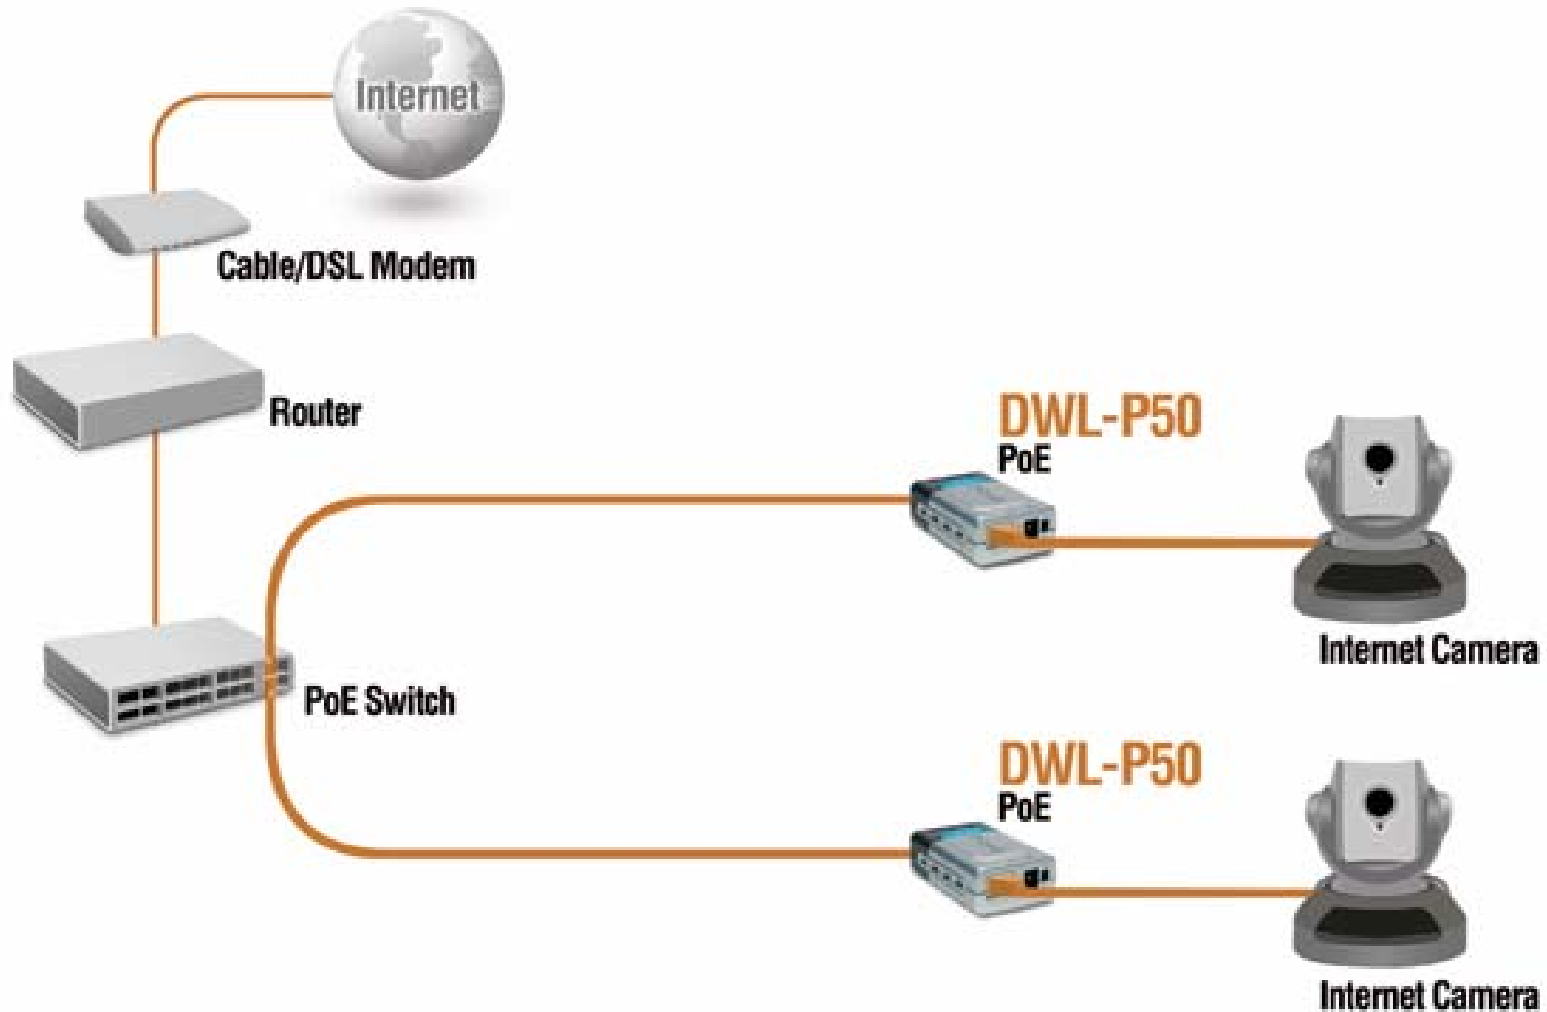 Internet
Cable/DSL Modem
Router
DWL-P50
PoE
Internet Camera
PoE Switch
DWL-P50
PoE
Internet Camera